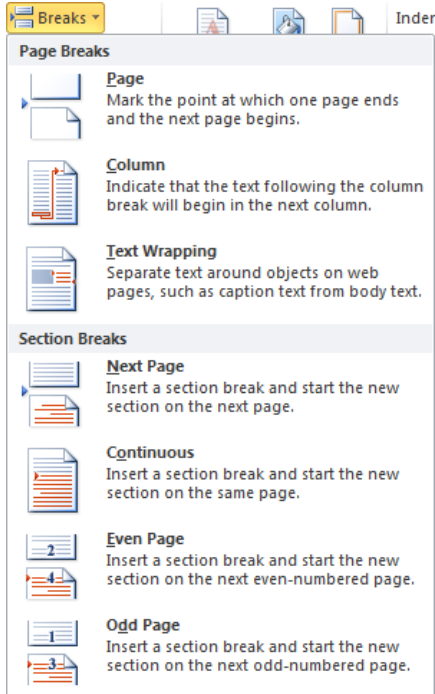 Breaks
Inden
Page Breaks
Page
Mark the point at which one page ends
and the next page begins.
Column
Indicate that the text following the column
break will begin in the next column.
Text Wrapping
Separate text around objects on web
pages, such as caption text from body text.
Section Breaks
Next Page
Insert a section break and start the new
section on the next page.
Continuous
Insert a section break and start the new
section on the same page.
2
4
Even Page
Insert a section break and start the new
section on the next even-numbered page.
1
3
Odd Page
Insert a section break and start the new
section on the next odd-numbered page.